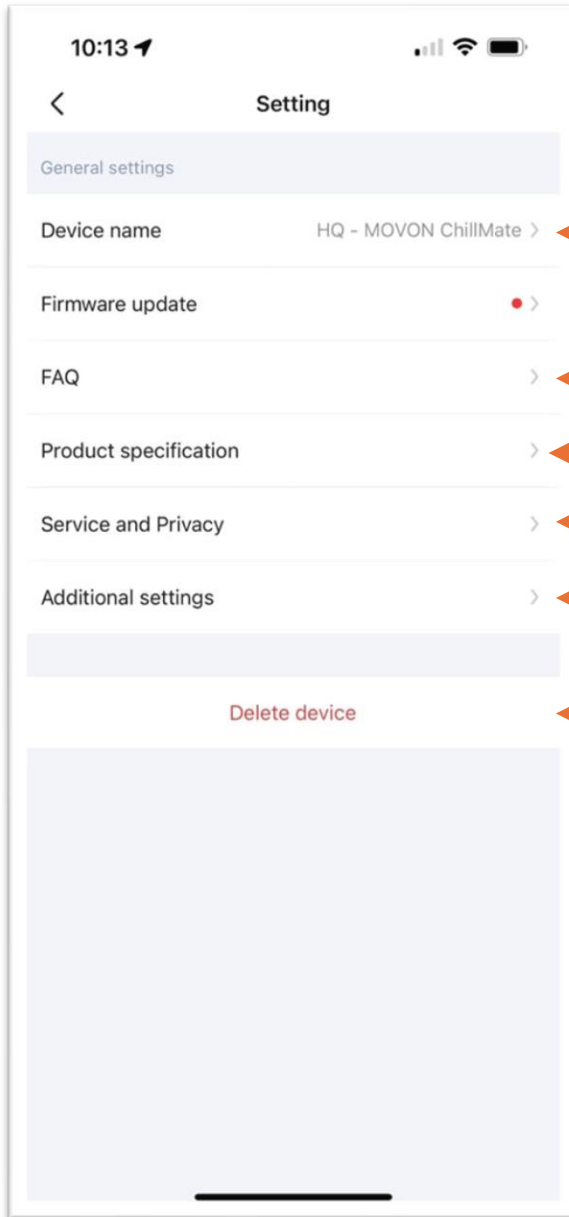 10:13
Setting
General settings
Device name HQ - MOVON ChillMate
Firmware update
FAQ
Product specification
Service and Privacy
Additional settings
Delete device